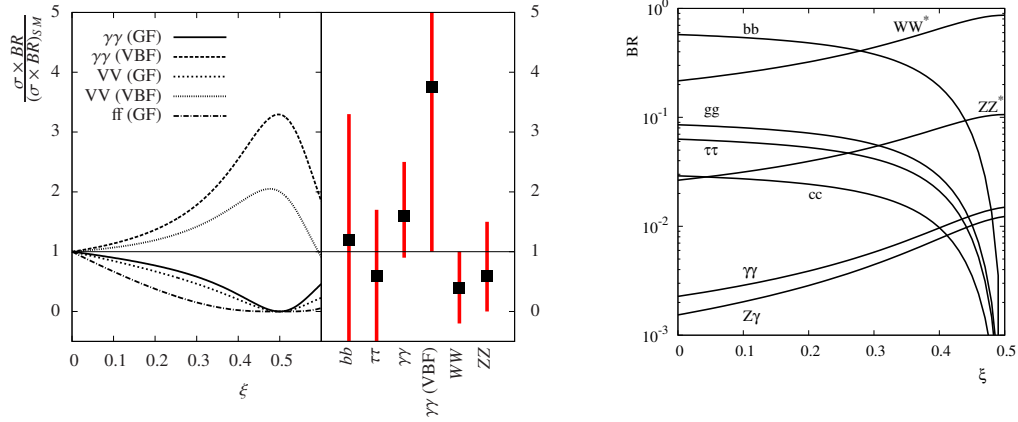 σ × BR
(σ × BR)SM
5
4
3
2
1
0
γγ (GF)
γγ (VBF)
VV (GF)
VV (VBF)
ff (GF)
0 0.1 0.2 0.3 0.4 0.5
ξ
bb
ττ
γγ
γγ (VBF)
WW
ZZ
5
4
3
2
1
0
BR
10^0
10^-1
10^-2
10^-3
bb
WW*
gg
ZZ*
ττ
cc
γγ
Zγ
0 0.1 0.2 0.3 0.4 0.5
ξ